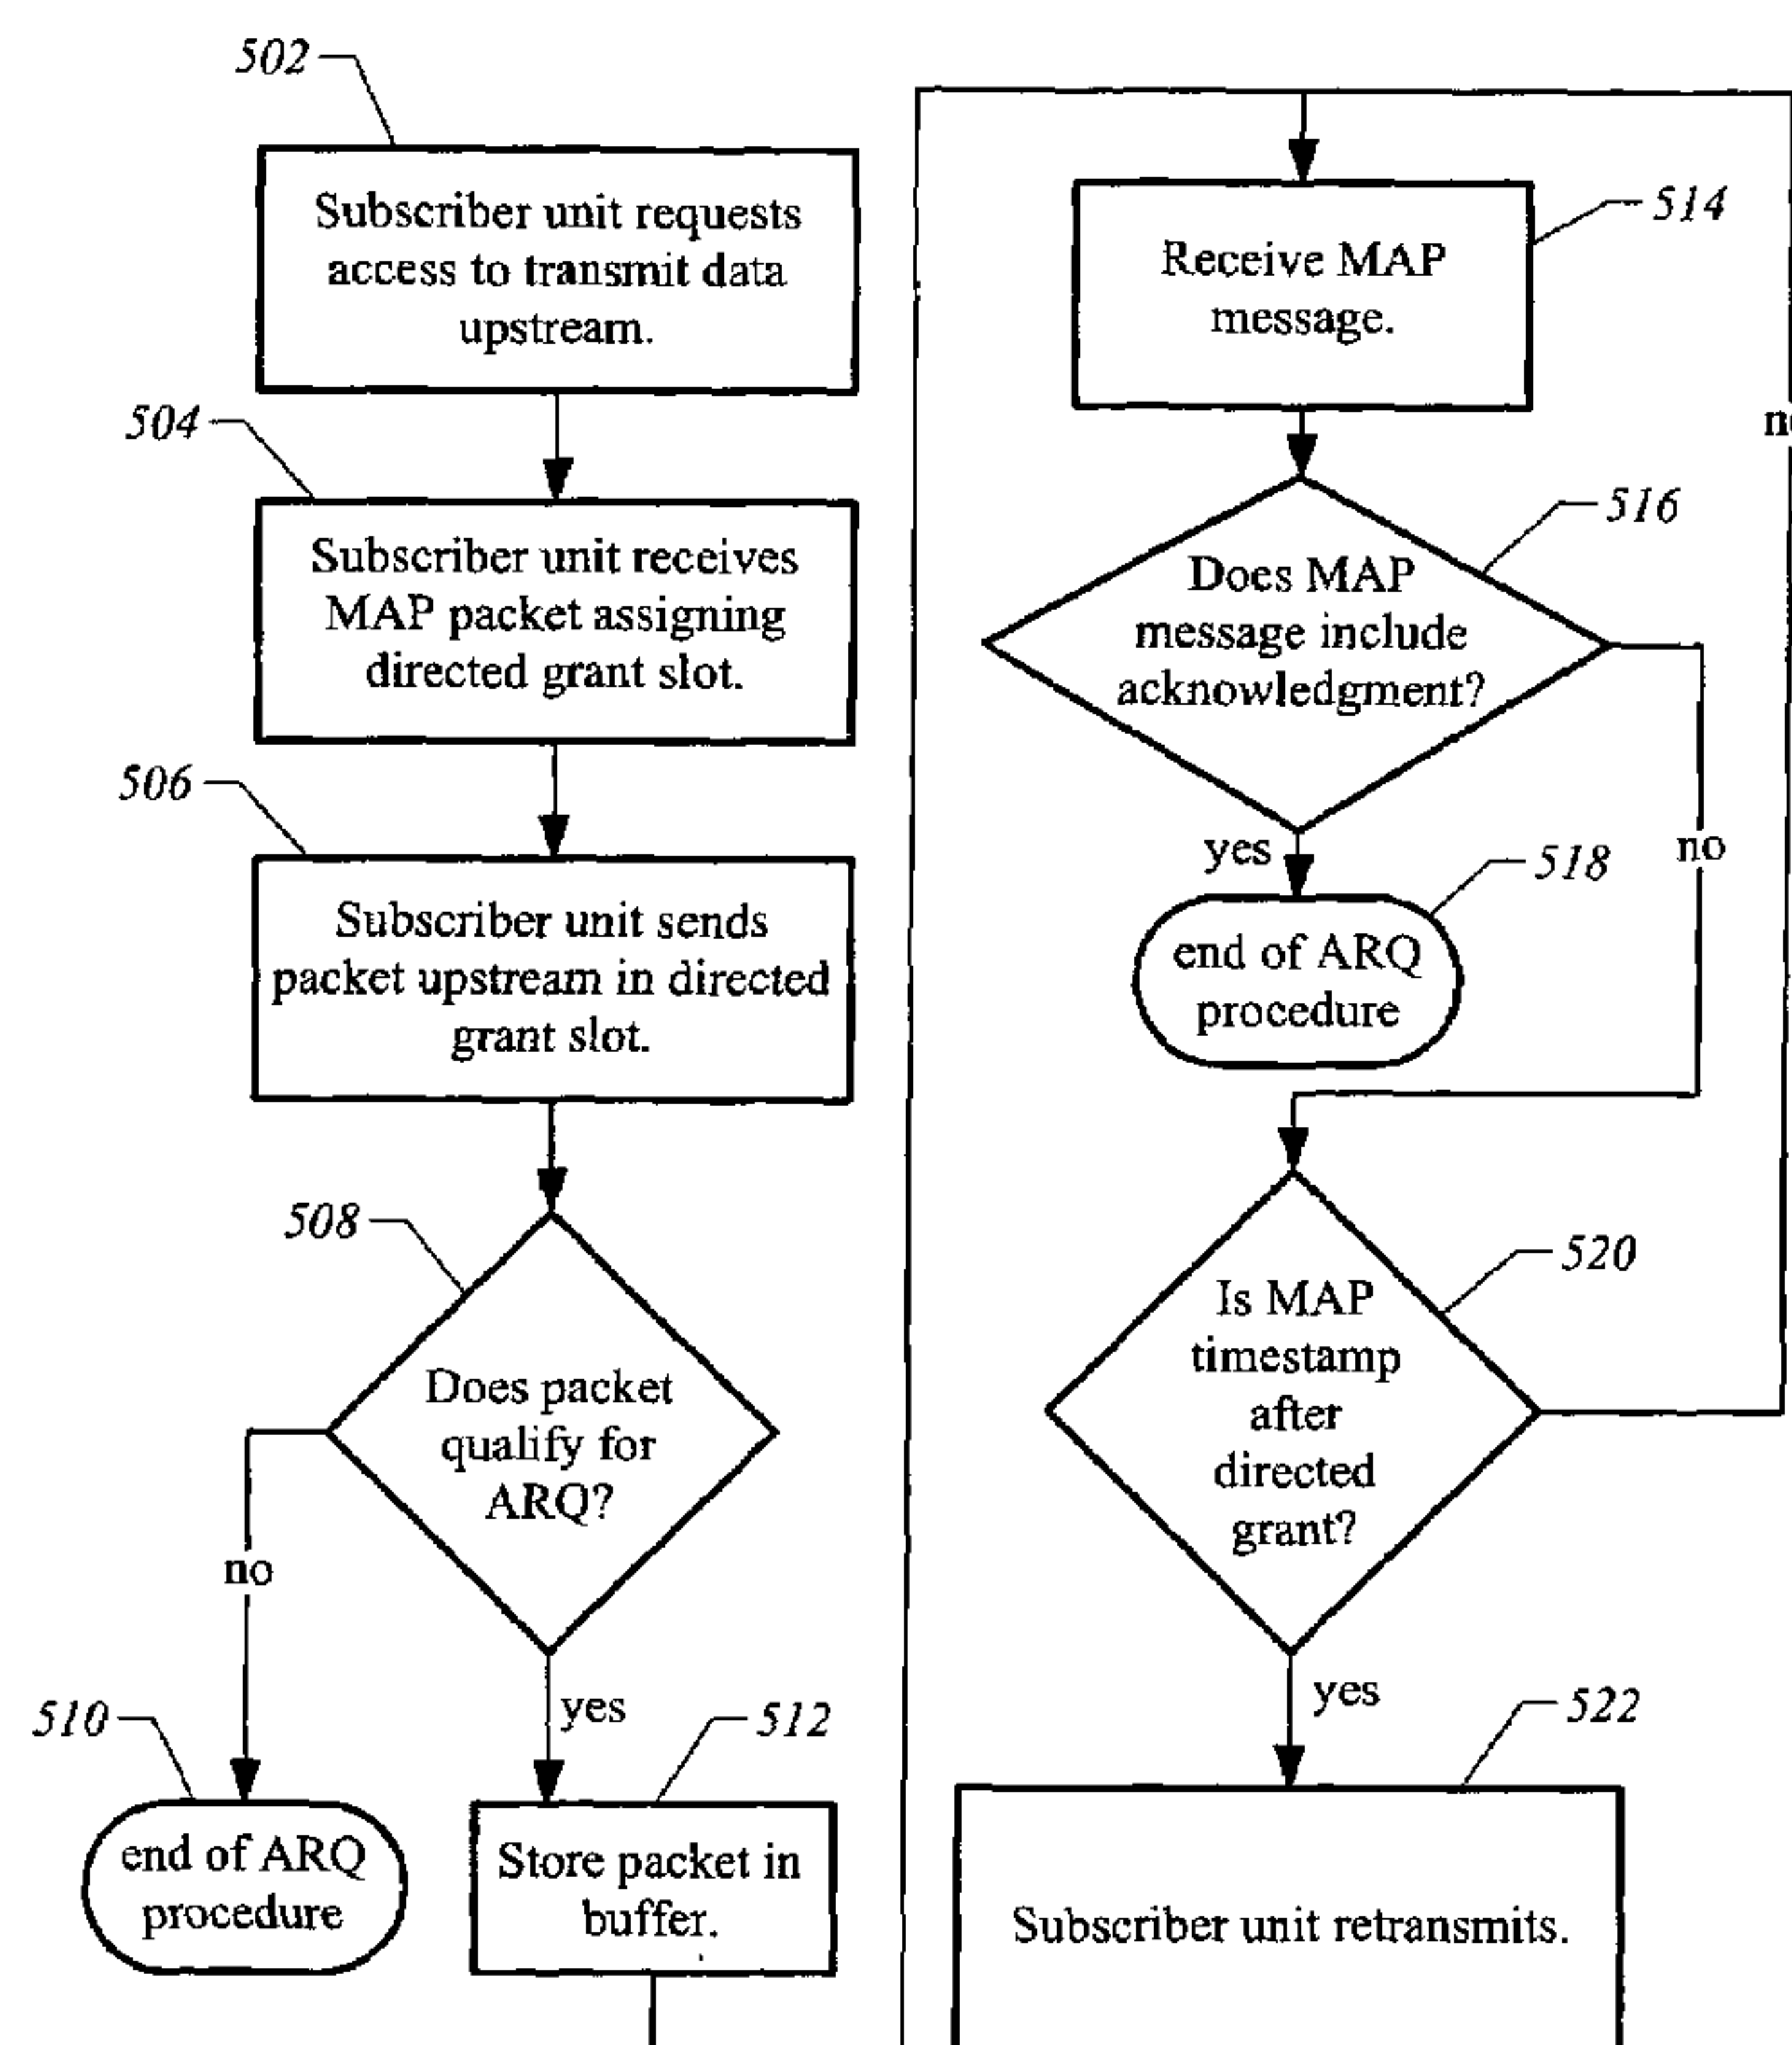 502
Subscriber unit requests
access to transmit data
upstream.
504
Subscriber unit receives
MAP packet assigning
directed grant slot.
506
Subscriber unit sends
packet upstream in directed
grant slot.
508
Does packet
qualify for
ARQ?
no
yes
510
end of ARQ
procedure
512
Store packet in
buffer.
514
Receive MAP
message.
516
Does MAP
message include
acknowledgment?
yes
no
518
end of ARQ
procedure
520
Is MAP
timestamp
after
directed
grant?
yes
522
Subscriber unit retransmits.